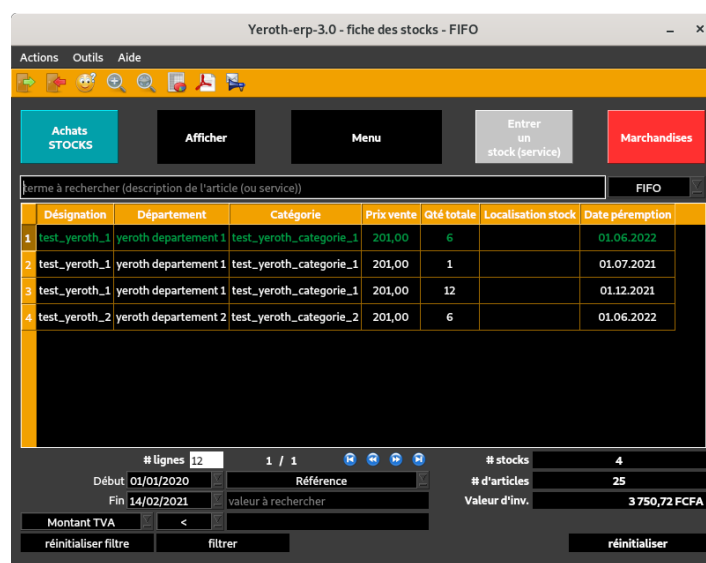 Yeroth-erp-3.0 - fiche des stocks - FIFO
Actions Outils Aide
Achats
STOCKS
Afficher
Menu
Entrer
un
stock (service)
Marchandises
terme à rechercher (description de l'article (ou service))
FIFO
Désignation Département Catégorie Prix vente Qté totale Localisation stock Date péremption
1 test_yeroth_1 yeroth departement 1 test_yeroth_categorie_1 201,00 6 01.06.2022
2 test_yeroth_1 yeroth departement 1 test_yeroth_categorie_1 201,00 1 01.07.2021
3 test_yeroth_1 yeroth departement 1 test_yeroth_categorie_1 201,00 12 01.12.2021
4 test_yeroth_2 yeroth departement 2 test_yeroth_categorie_2 201,00 6 01.06.2022
# lignes 12 1 / 1 # stocks 4
Début 01/01/2020 Référence # d'articles 25
Fin 14/02/2021 valeur à rechercher Valeur d'inv. 3 750,72 FCFA
Montant TVA <
réinitialiser filtre filtrer réinitialiser